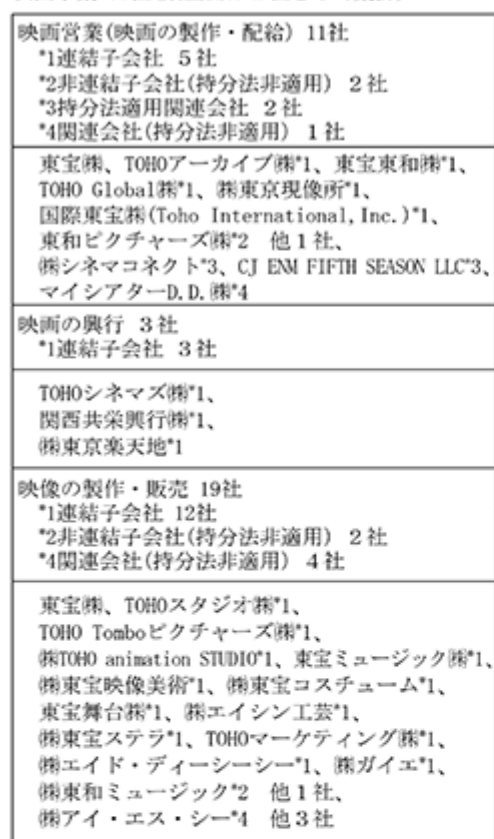 映画営業(映画の製作・配給) 11社
*1連結子会社 5社
*2非連結子会社(持分法非適用) 2社
*3持分法適用関連会社 2社
*4関連会社(持分法非適用) 1社
東宝㈱、TOHOアーカイブ㈱*1、東宝東和㈱*1、
TOHO Global㈱*1、㈱東京現像所*1、
国際東宝㈱(Toho International,Inc.)*1、
東和ピクチャーズ㈱*2 他1社、
㈱シネマコネクト*3、CJ ENM FIFTH SEASON LLC*3、
マイシアターD.D.㈱*4
映画の興行 3社
*1連結子会社 3社
TOHOシネマズ㈱*1、
関西共栄興行㈱*1、
㈱東京楽天地*1
映像の製作・販売 19社
*1連結子会社 12社
*2非連結子会社(持分法非適用) 2社
*4関連会社(持分法非適用) 4社
東宝㈱、TOHOスタジオ㈱*1、
TOHO Tomboピクチャーズ㈱*1、
㈱TOHO animation STUDIO*1、東宝ミュージック㈱*1、
㈱東宝映像美術*1、㈱東宝コスチューム*1、
東宝舞台㈱*1、㈱エイシン工芸*1、
㈱東宝ステラ*1、TOHOマーケティング㈱*1、
㈱エイド・ディーシーシー*1、㈱ガイエ*1、
㈱東和ミュージック*2 他1社、
㈱アイ・エス・シー*4 他3社